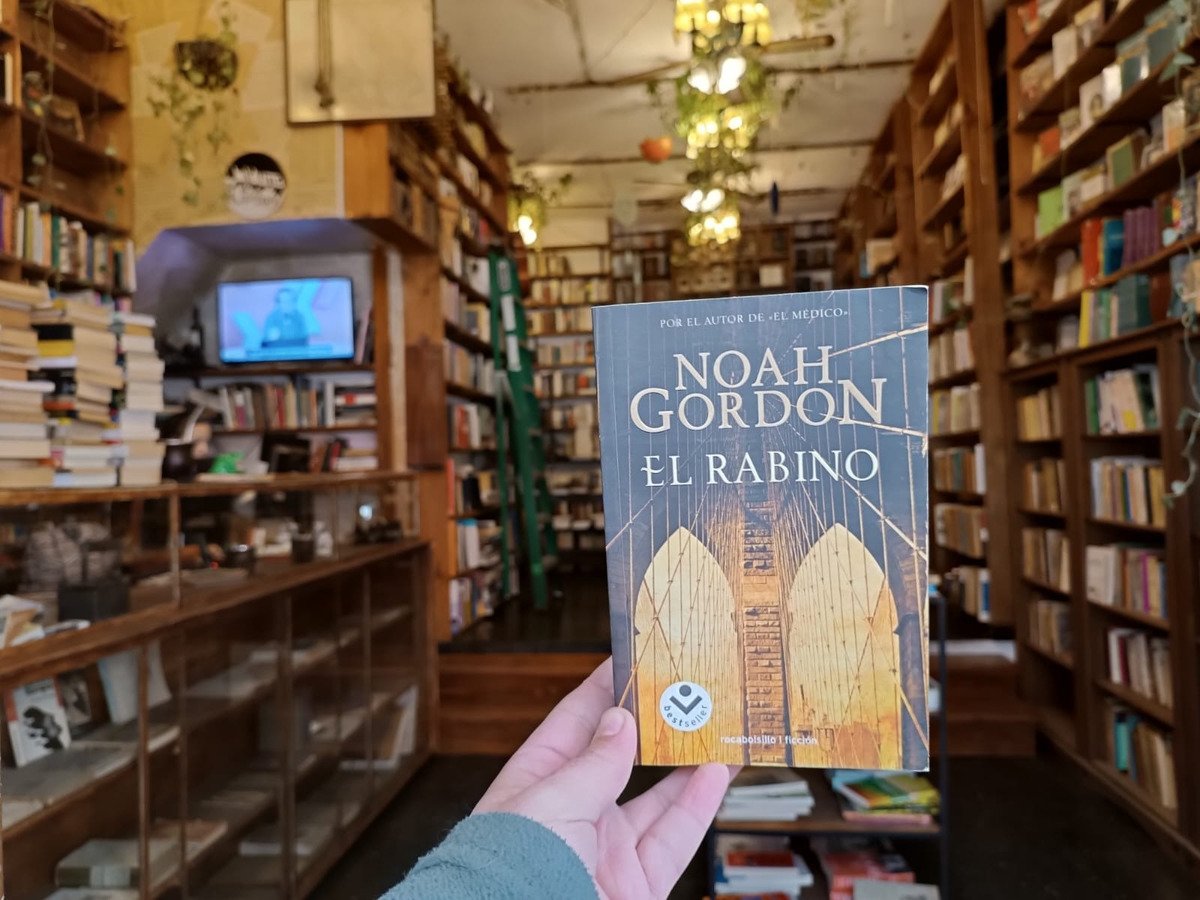 POR EL AUTOR DE «EL MÉDICO»
NOAH
GORDON
EL RABINO
bestseller
rocabolsillo | ficción